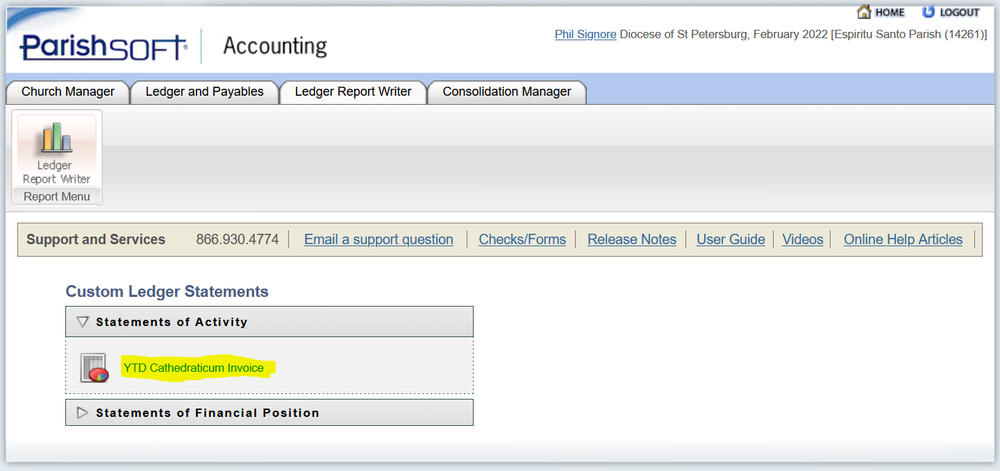 HOME LOGOUT
ParishSOFT® Accounting
Phil Signore Diocese of St Petersburg, February 2022 [Espiritu Santo Parish (14261)]
Church Manager Ledger and Payables Ledger Report Writer Consolidation Manager
Ledger
Report Writer
Report Menu
Support and Services 866.930.4774 Email a support question Checks/Forms Release Notes User Guide Videos Online Help Articles
Custom Ledger Statements
Statements of Activity
YTD Cathedraticum Invoice
Statements of Financial Position